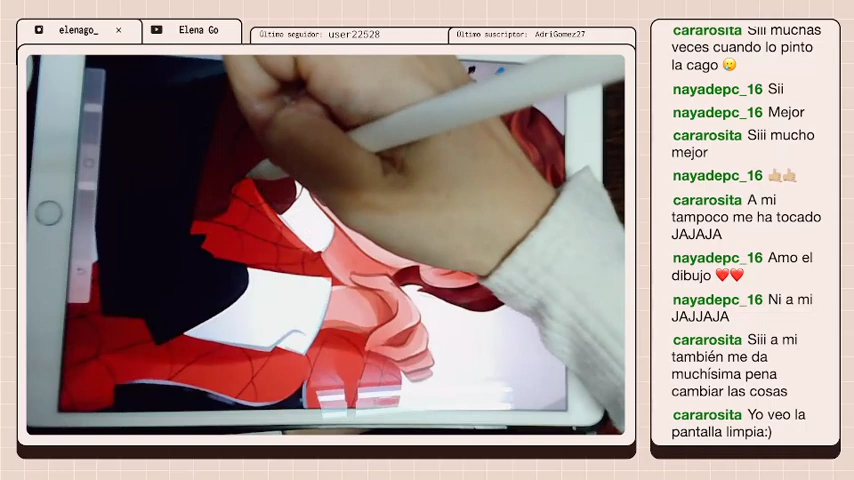 elenago_ ×
Elena Go
Último seguidor: user22528
Último suscriptor: AdriGomez27
cararosita Siii muchas
veces cuando lo pinto
la cago 🥲
nayadepc_16 Sii
nayadepc_16 Mejor
cararosita Siii mucho
mejor
nayadepc_16 🤙🏼🤙🏼
cararosita A mi
tampoco me ha tocado
JAJAJA
nayadepc_16 Amo el
dibujo ❤️❤️
nayadepc_16 Ni a mi
JAJJAJA
cararosita Siii a mi
también me da
muchísima pena
cambiar las cosas
cararosita Yo veo la
pantalla limpia:)